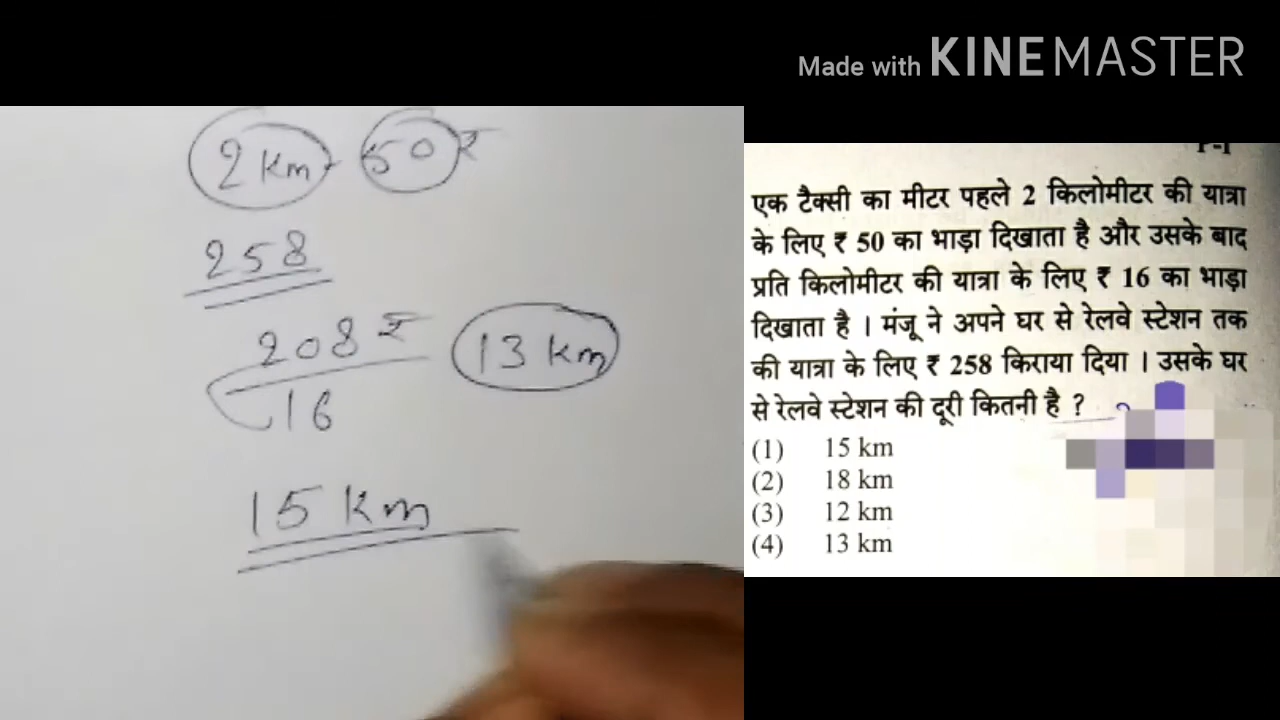 Made with KINEMASTER
2 km - 50 ₹
258
208 ₹
13 km
16
15 km
P-I
एक टैक्सी का मीटर पहले 2 किलोमीटर की यात्रा
के लिए ₹ 50 का भाड़ा दिखाता है और उसके बाद
प्रति किलोमीटर की यात्रा के लिए ₹ 16 का भाड़ा
दिखाता है । मंजू ने अपने घर से रेलवे स्टेशन तक
की यात्रा के लिए ₹ 258 किराया दिया । उसके घर
से रेलवे स्टेशन की दूरी कितनी है ?
(1) 15 km
(2) 18 km
(3) 12 km
(4) 13 km